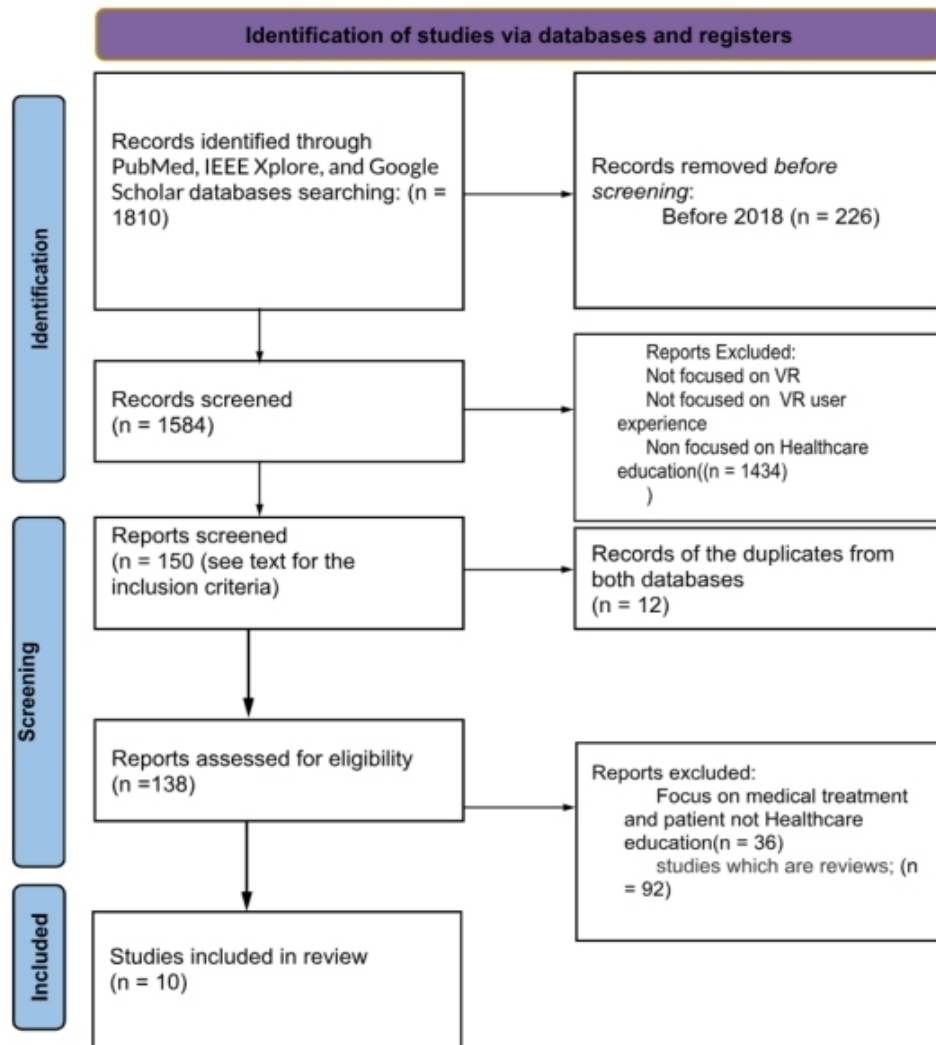 Identification of studies via databases and registers
Identification
Records identified through
PubMed, IEEE Xplore, and Google
Scholar databases searching: (n =
1810)
Records removed before
screening:
Before 2018 (n = 226)
Records screened
(n = 1584)
Reports Excluded:
Not focused on VR
Not focused on VR user
experience
Non focused on Healthcare
education((n = 1434)
)
Screening
Reports screened
(n = 150 (see text for the
inclusion criteria)
Records of the duplicates from
both databases
(n = 12)
Reports assessed for eligibility
(n =138)
Reports excluded:
Focus on medical treatment
and patient not Healthcare
education(n = 36)
studies which are reviews; (n
= 92)
Included
Studies included in review
(n = 10)